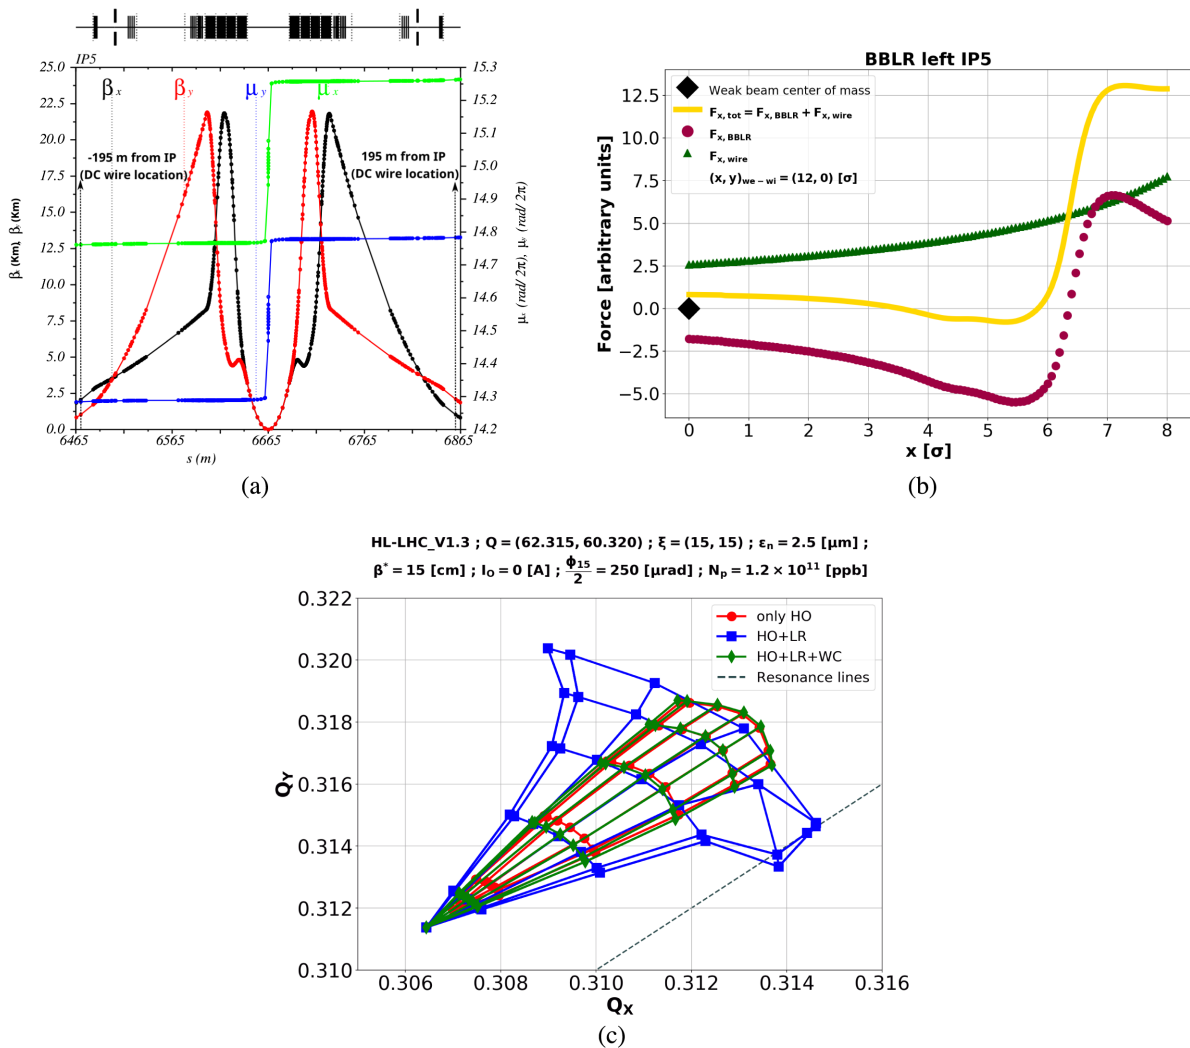 IP5
25.0
22.5
20.0
17.5
15.0
12.5
10.0
7.5
5.0
2.5
0.0
βx
βy
μy
μx
-195 m from IP
(DC wire location)
195 m from IP
(DC wire location)
15.3
15.2
15.1
15.0
14.9
14.8
14.7
14.6
14.5
14.4
14.3
14.2
6465
6565
6665
6765
6865
s (m)
(a)
BBLR left IP5
Force [arbitrary units]
12.5
10.0
7.5
5.0
2.5
0.0
−2.5
−5.0
Weak beam center of mass
Fx, tot = Fx, BBLR + Fx, wire
Fx, BBLR
Fx, wire
(x, y)we − wi = (12, 0) [σ]
0 1 2 3 4 5 6 7 8
x [σ]
(b)
HL-LHC_V1.3 ; Q = (62.315, 60.320) ; ξ = (15, 15) ; εn = 2.5 [μm] ;
β* = 15 [cm] ; IO = 0 [A] ; ϕ15/2 = 250 [μrad] ; Np = 1.2 × 10¹¹ [ppb]
QY
0.322
0.320
0.318
0.316
0.314
0.312
0.310
only HO
HO+LR
HO+LR+WC
Resonance lines
0.306 0.308 0.310 0.312 0.314 0.316
QX
(c)